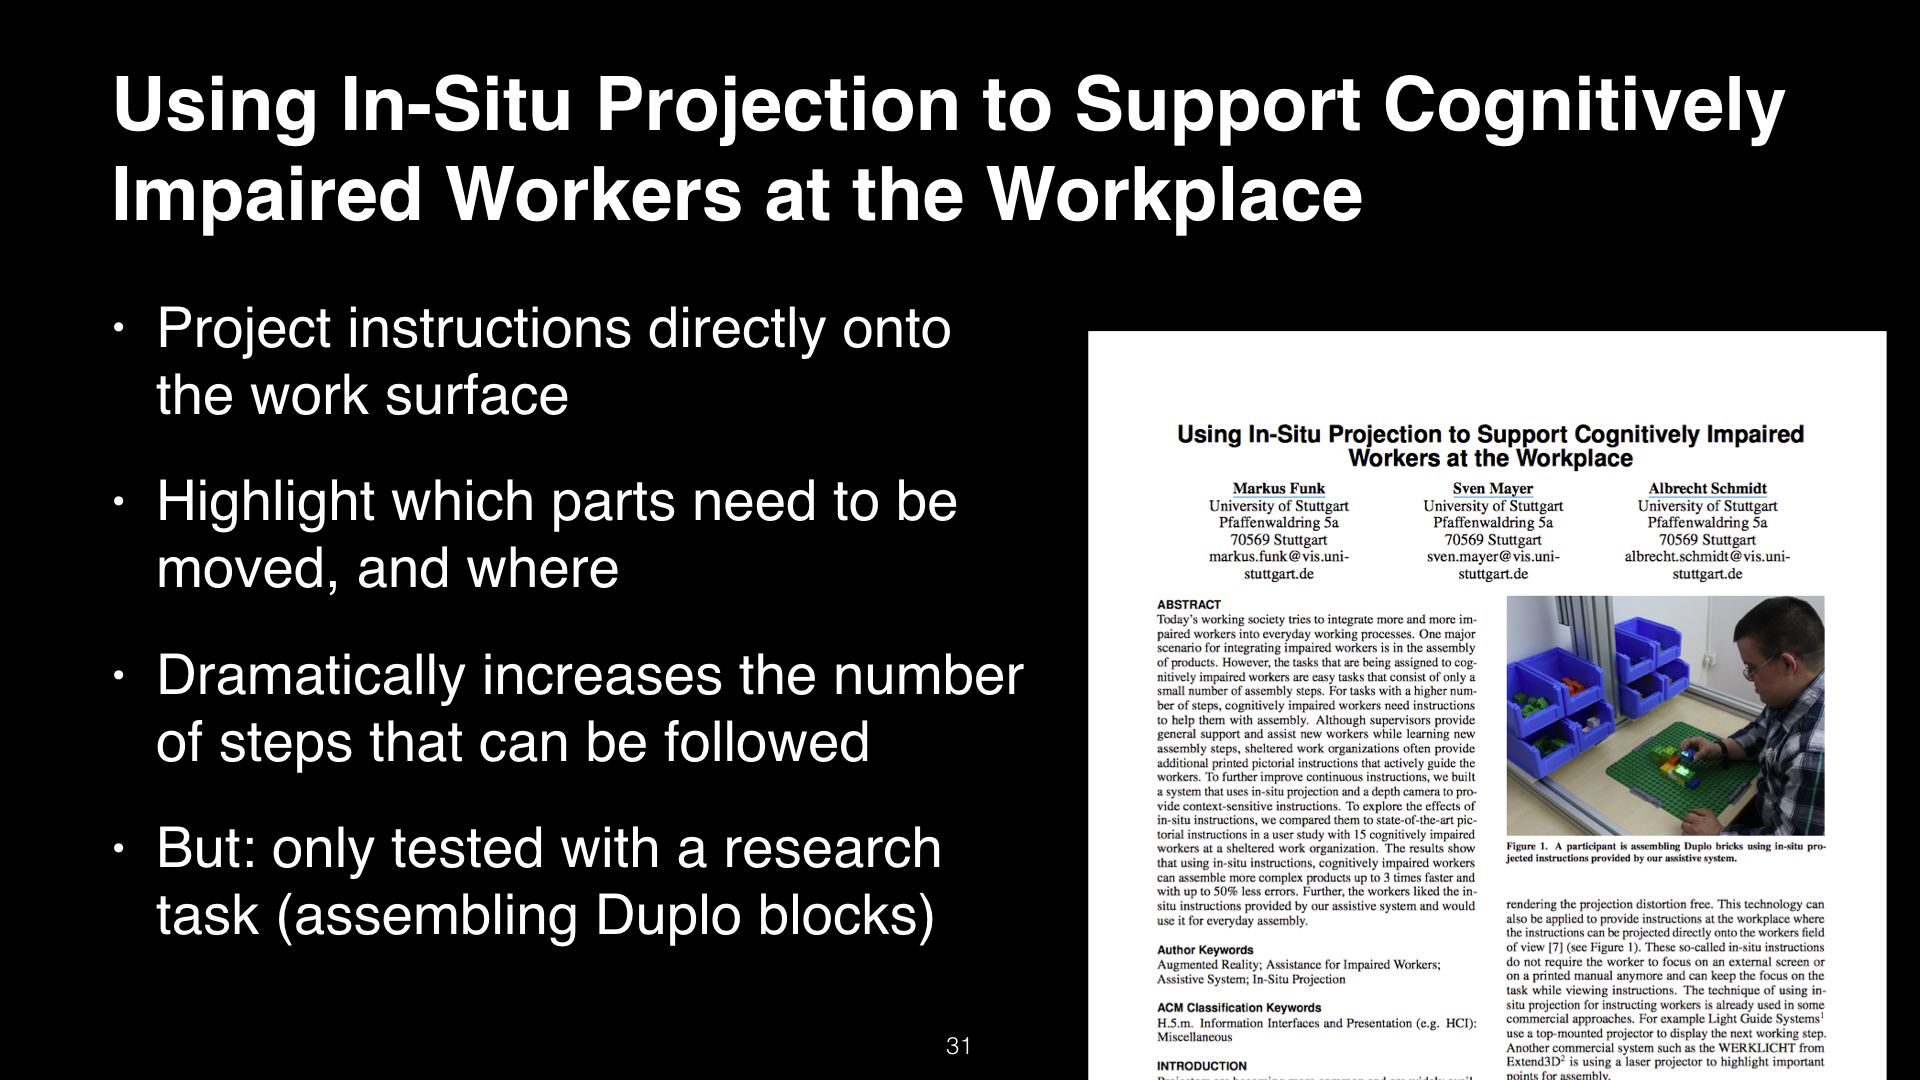 Using In-Situ Projection to Support Cognitively
Impaired Workers at the Workplace
• Project instructions directly onto
the work surface
• Highlight which parts need to be
moved, and where
• Dramatically increases the number
of steps that can be followed
• But: only tested with a research
task (assembling Duplo blocks)
31
Using In-Situ Projection to Support Cognitively Impaired
Workers at the Workplace
Markus Funk
University of Stuttgart
Pfaffenwaldring 5a
70569 Stuttgart
markus.funk@vis.uni-
stuttgart.de
Sven Mayer
University of Stuttgart
Pfaffenwaldring 5a
70569 Stuttgart
sven.mayer@vis.uni-
stuttgart.de
Albrecht Schmidt
University of Stuttgart
Pfaffenwaldring 5a
70569 Stuttgart
albrecht.schmidt@vis.uni-
stuttgart.de
ABSTRACT
Today's working society tries to integrate more and more im-
paired workers into everyday working processes. One major
scenario for integrating impaired workers is in the assembly
of products. However, the tasks that are being assigned to cog-
nitively impaired workers are easy tasks that consist of only a
small number of assembly steps. For tasks with a higher num-
ber of steps, cognitively impaired workers need instructions
to help them with assembly. Although supervisors provide
general support and assist new workers while learning new
assembly steps, sheltered work organizations often provide
additional printed pictorial instructions that actively guide the
workers. To further improve continuous instructions, we built
a system that uses in-situ projection and a depth camera to pro-
vide context-sensitive instructions. To explore the effects of
in-situ instructions, we compared them to state-of-the-art pic-
torial instructions in a user study with 15 cognitively impaired
workers at a sheltered work organization. The results show
that using in-situ instructions, cognitively impaired workers
can assemble more complex products up to 3 times faster and
with up to 50% less errors. Further, the workers liked the in-
situ instructions provided by our assistive system and would
use it for everyday assembly.
Author Keywords
Augmented Reality; Assistance for Impaired Workers;
Assistive System; In-Situ Projection
ACM Classification Keywords
H.5.m. Information Interfaces and Presentation (e.g. HCI):
Miscellaneous
INTRODUCTION
Figure 1. A participant is assembling Duplo bricks using in-situ pro-
jected instructions provided by our assistive system.
rendering the projection distortion free. This technology can
also be applied to provide instructions at the workplace where
the instructions can be projected directly onto the workers field
of view [7] (see Figure 1). These so-called in-situ instructions
do not require the worker to focus on an external screen or
on a printed manual anymore and can keep the focus on the
task while viewing instructions. The technique of using in-
situ projection for instructing workers is already used in some
commercial approaches. For example Light Guide Systems¹
use a top-mounted projector to display the next working step.
Another commercial system such as the WERKLICHT from
Extend3D² is using a laser projector to highlight important
points for assembly.